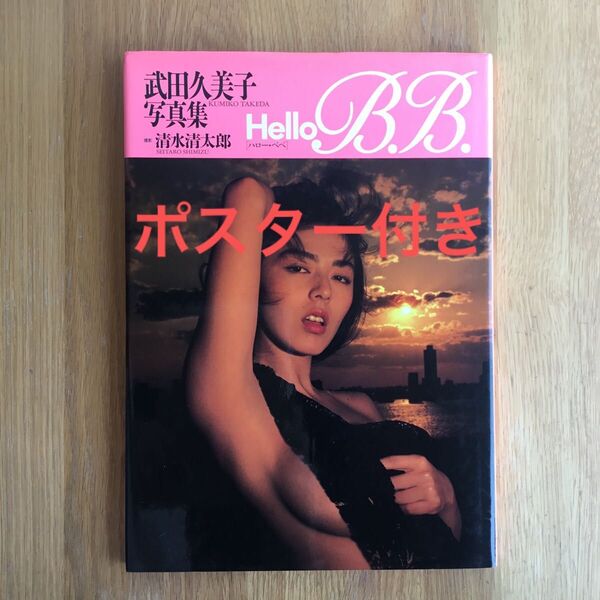 武田久美子
KUMIKO TAKEDA
写真集
撮影 清水清太郎
SEITARO SHIMIZU
Hello B.B.
[ハロー・ベベ]
ポスター付き